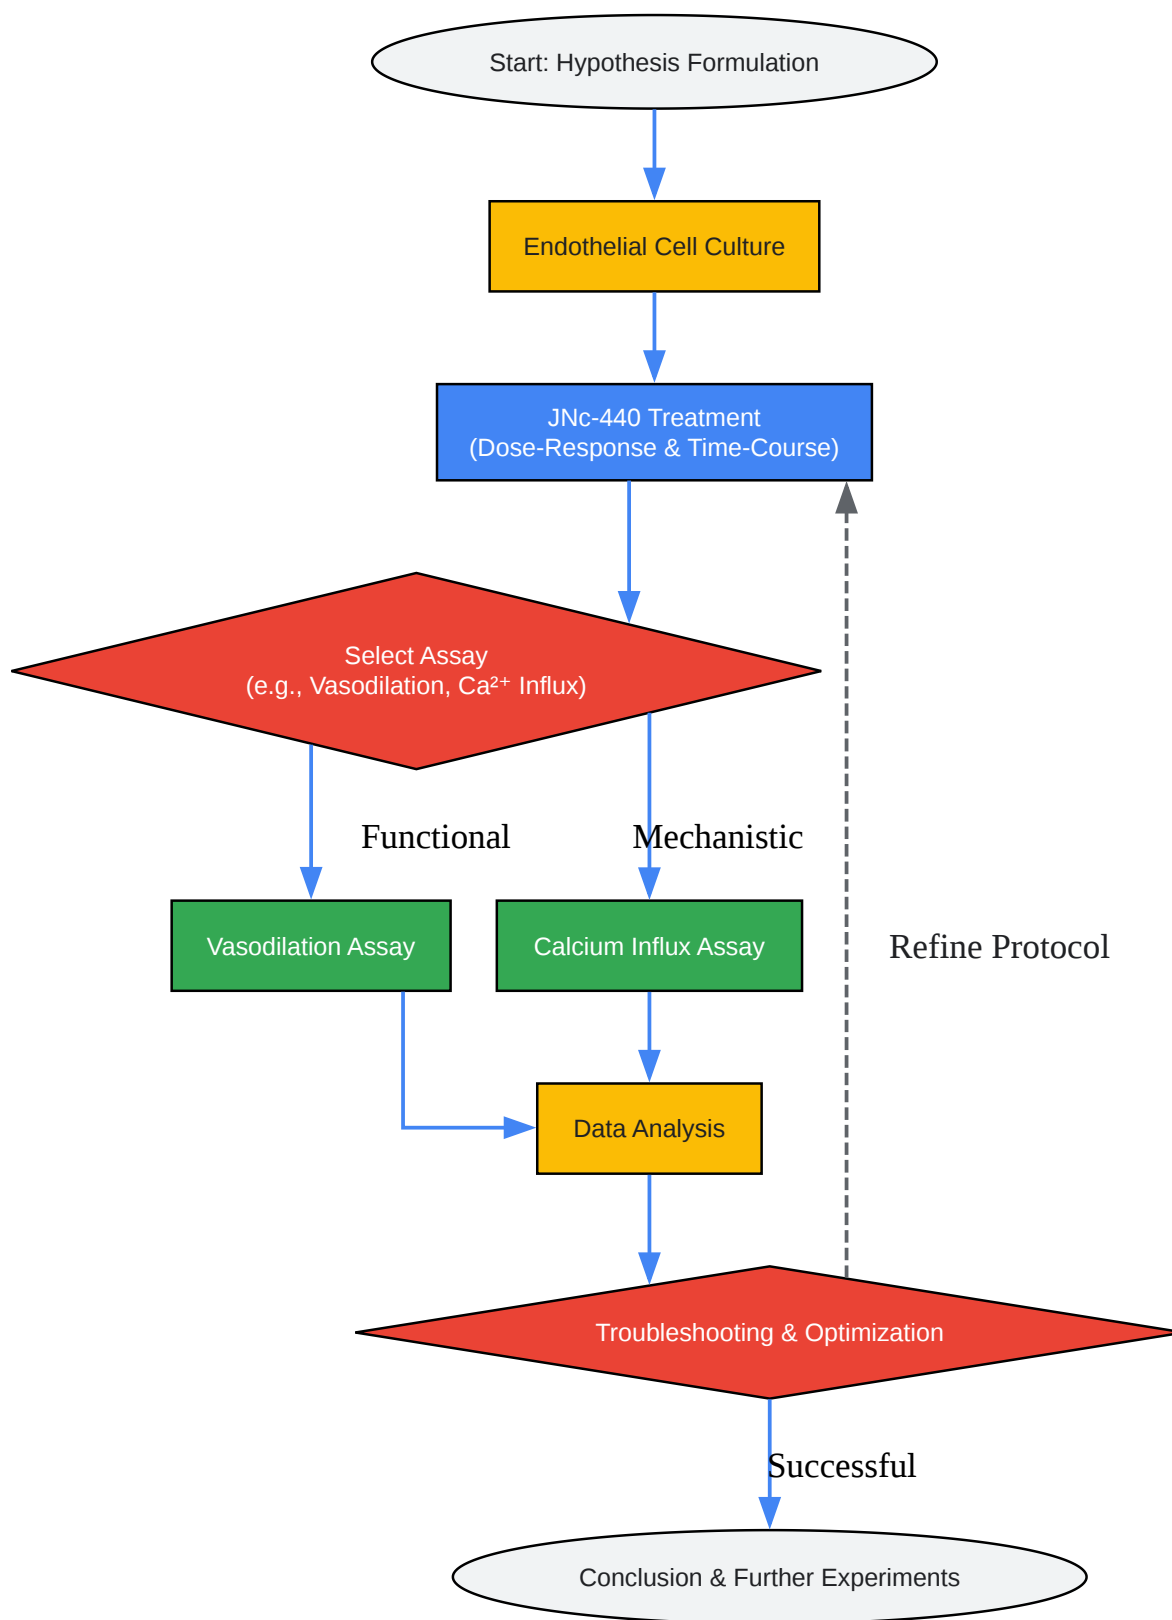 Start: Hypothesis Formulation
Endothelial Cell Culture
JNc-440 Treatment
(Dose-Response & Time-Course)
Select Assay
(e.g., Vasodilation, Ca²⁺ Influx)
Functional
Mechanistic
Vasodilation Assay
Calcium Influx Assay
Refine Protocol
Data Analysis
Troubleshooting & Optimization
Successful
Conclusion & Further Experiments